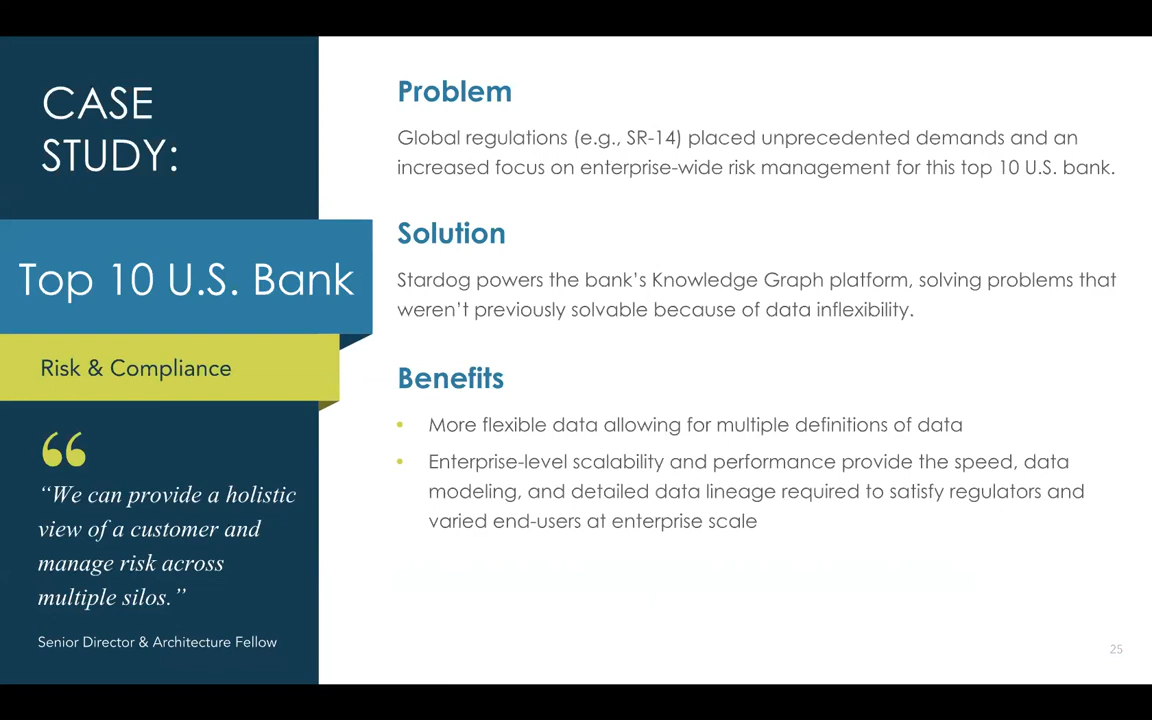 CASE
STUDY:
Top 10 U.S. Bank
Risk & Compliance
“We can provide a holistic
view of a customer and
manage risk across
multiple silos.”
Senior Director & Architecture Fellow
Problem
Global regulations (e.g., SR-14) placed unprecedented demands and an
increased focus on enterprise-wide risk management for this top 10 U.S. bank.
Solution
Stardog powers the bank’s Knowledge Graph platform, solving problems that
weren’t previously solvable because of data inflexibility.
Benefits
• More flexible data allowing for multiple definitions of data
• Enterprise-level scalability and performance provide the speed, data
modeling, and detailed data lineage required to satisfy regulators and
varied end-users at enterprise scale
25